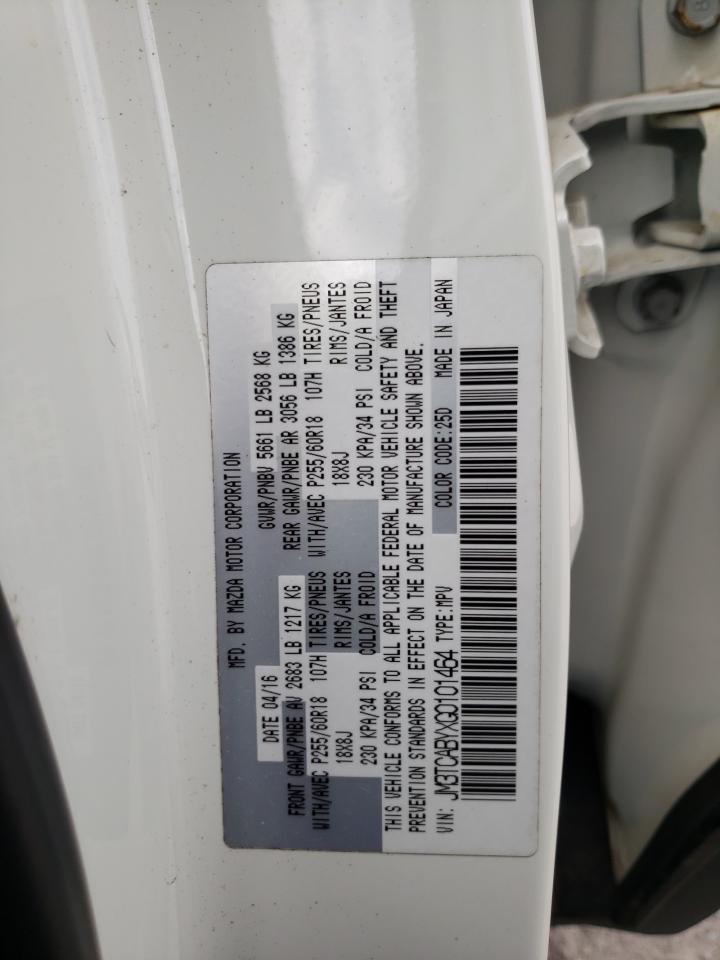 MFD. BY MAZDA MOTOR CORPORATION
DATE 04/16 GVWR/PNBV 5661 LB 2568 KG
FRONT GAWR/PNBE AV 2683 LB 1217 KG REAR GAWR/PNBE AR 3056 LB 1386 KG
WITH/AVEC P255/60R18 107H TIRES/PNEUS WITH/AVEC P255/60R18 107H TIRES/PNEUS
18X8J RIMS/JANTES 18X8J RIMS/JANTES
230 KPA/34 PSI COLD/A FROID 230 KPA/34 PSI COLD/A FROID
THIS VEHICLE CONFORMS TO ALL APPLICABLE FEDERAL MOTOR VEHICLE SAFETY AND THEFT
PREVENTION STANDARDS IN EFFECT ON THE DATE OF MANUFACTURE SHOWN ABOVE.
VIN: JM3TCABYXG0101464 TYPE:MPV COLOR CODE:25D MADE IN JAPAN